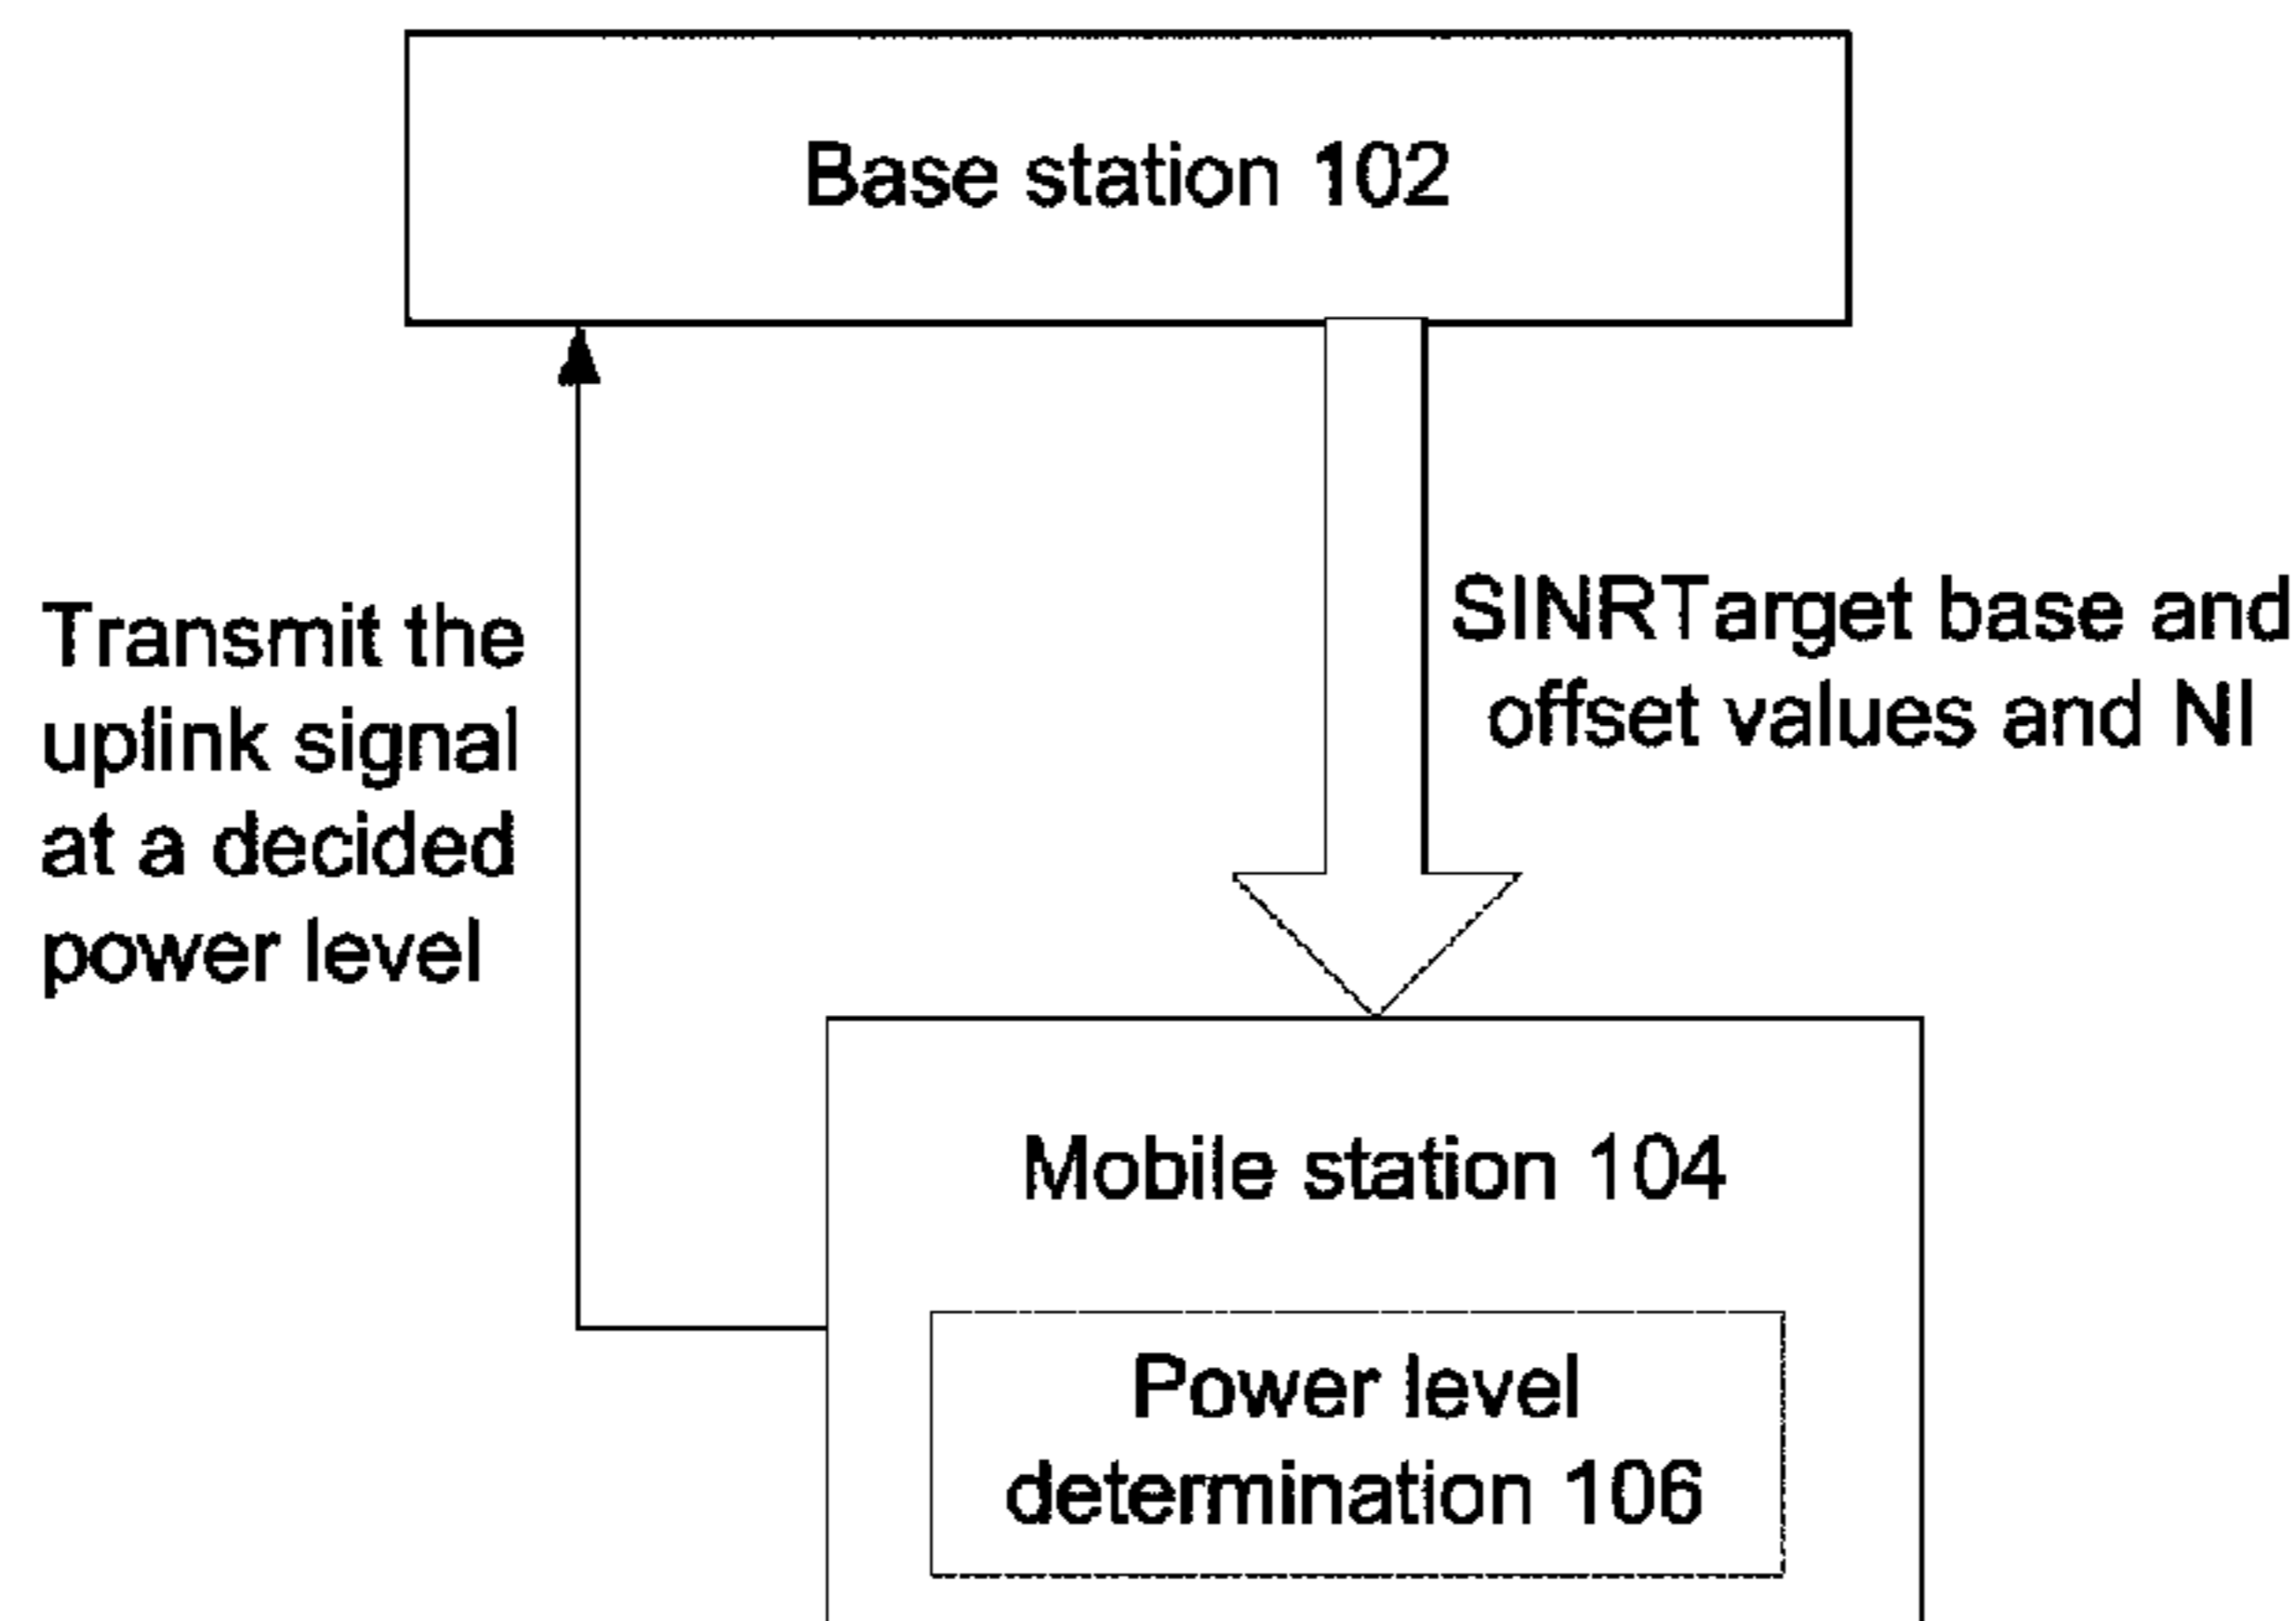 Base station 102
Transmit the
uplink signal
at a decided
power level
SINRTarget base and
offset values and NI
Mobile station 104
Power level
determination 106